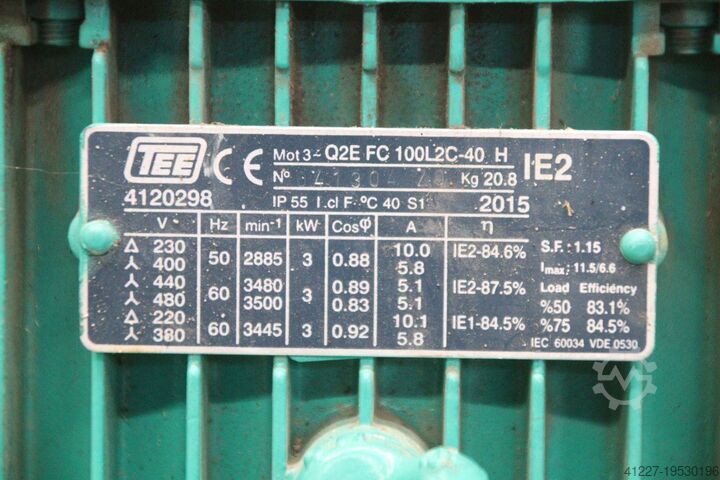 TEE CE Mot 3~ Q2E FC 100L2C-40 H IE2
Nº Kg 20.8
4120298 IP 55 I.cl F ºC 40 S1 2015
V Hz min⁻¹ kW Cosφ A η
Δ 230 50 2885 3 0.88 10.0 IE2-84.6% S.F.: 1.15
⅄ 400 5.8 Imax.: 11.5/6.6
⅄ 440 60 3480 3 0.89 5.1 IE2-87.5% Load Efficiency
⅄ 480 3500 0.83 5.1 %50 83.1%
Δ 220 60 3445 3 0.92 10.1 IE1-84.5% %75 84.5%
⅄ 380 5.8 IEC 60034 VDE 0530
41227-19530196